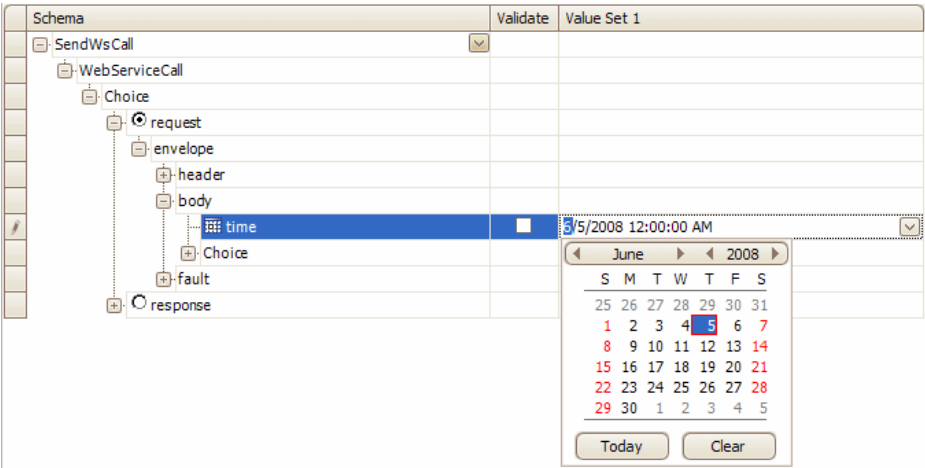 Schema Validate Value Set 1
SendWsCall
WebServiceCall
Choice
request
envelope
header
body
time 6/5/2008 12:00:00 AM
Choice June 2008
S M T W T F S
fault
25 26 27 28 29 30 31
response
1 2 3 4 5 6 7
8 9 10 11 12 13 14
15 16 17 18 19 20 21
22 23 24 25 26 27 28
29 30 1 2 3 4 5
Today Clear